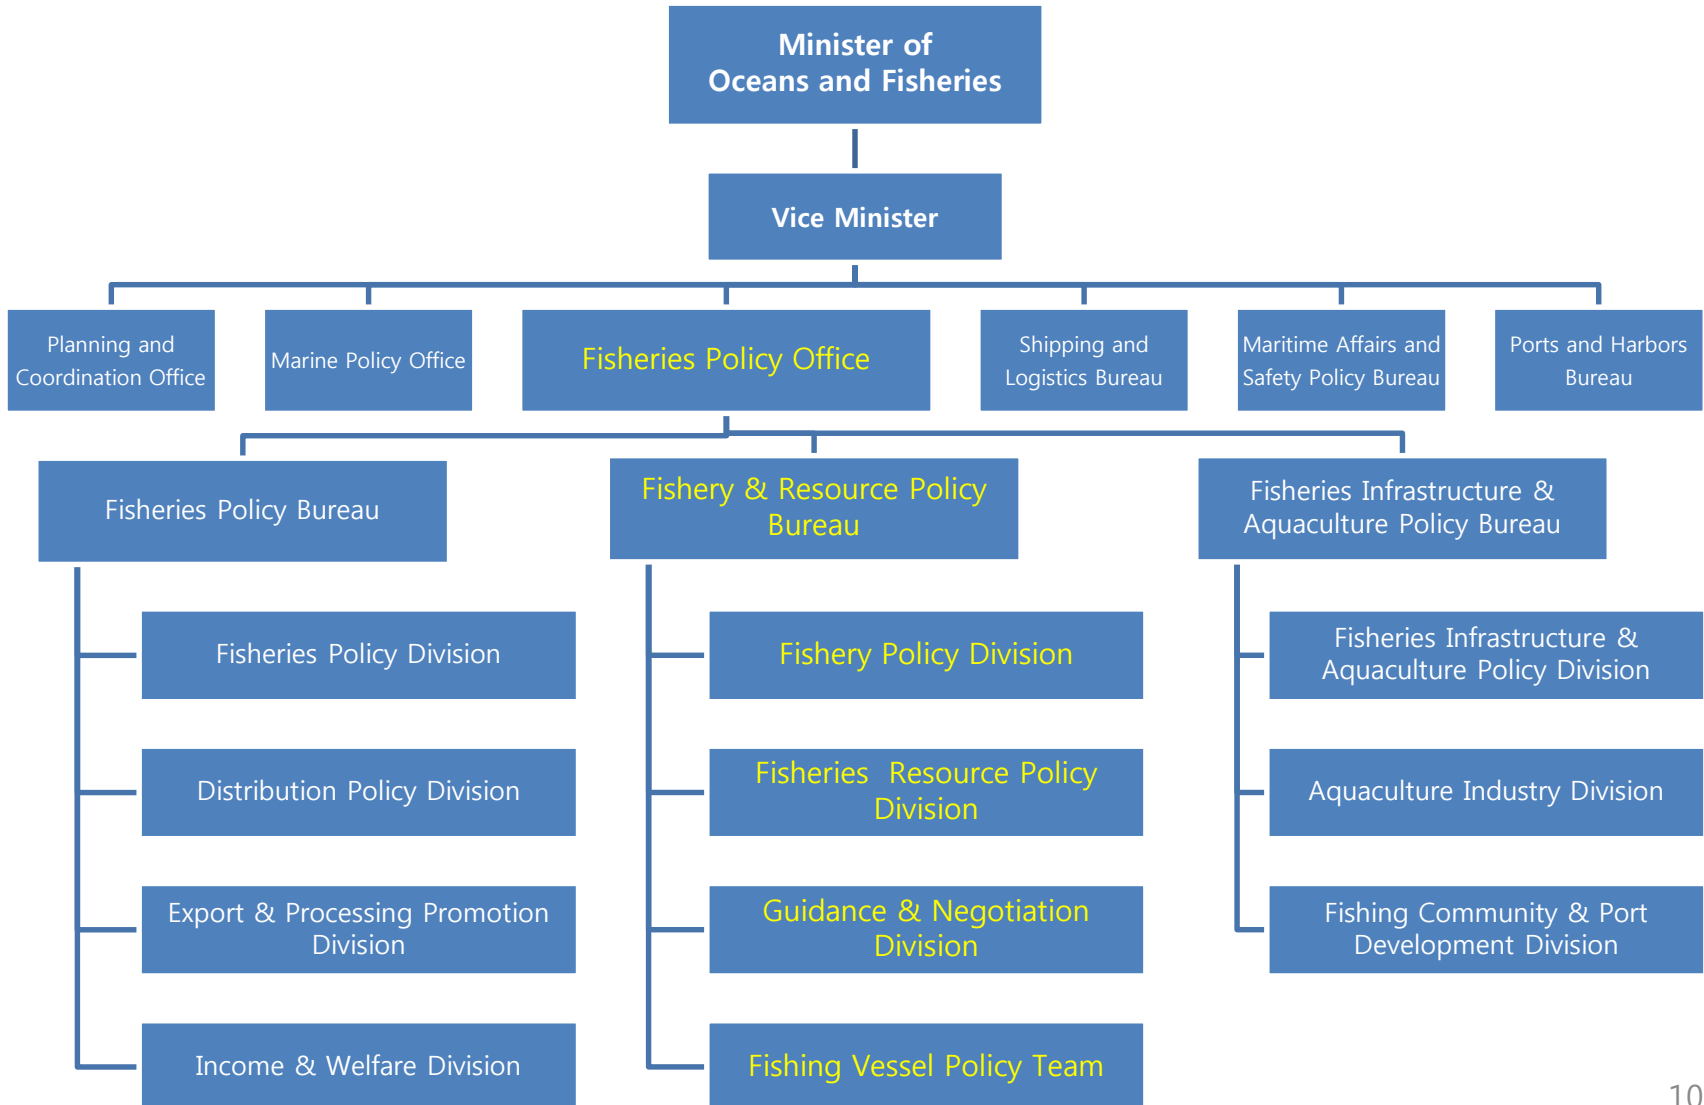 Minister of
Oceans and Fisheries
Vice Minister
Planning and
Coordination Office
Marine Policy Office
Fisheries Policy Office
Shipping and
Logistics Bureau
Maritime Affairs and
Safety Policy Bureau
Ports and Harbors
Bureau
Fisheries Policy Bureau
Fishery & Resource Policy
Bureau
Fisheries Infrastructure &
Aquaculture Policy Bureau
Fisheries Policy Division
Fishery Policy Division
Fisheries Infrastructure &
Aquaculture Policy Division
Distribution Policy Division
Fisheries Resource Policy
Division
Aquaculture Industry Division
Export & Processing Promotion
Division
Guidance & Negotiation
Division
Fishing Community & Port
Development Division
Income & Welfare Division
Fishing Vessel Policy Team
10